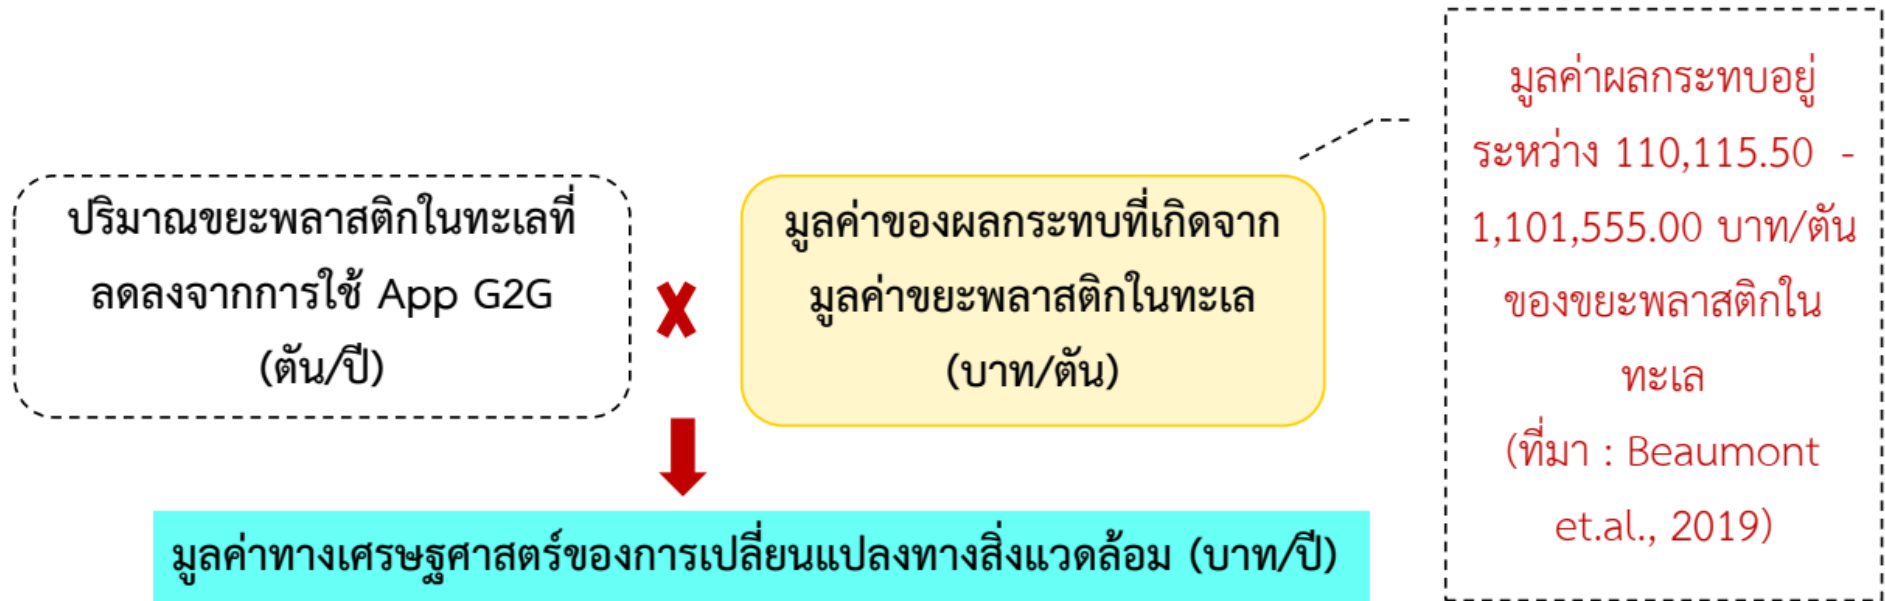 ปริมาณขยะพลาสติกในทะเลที่
ลดลงจากการใช้ App G2G
(ตัน/ปี)
มูลค่าของผลกระทบที่เกิดจาก
มูลค่าขยะพลาสติกในทะเล
(บาท/ตัน)
มูลค่าผลกระทบอยู่
ระหว่าง 110,115.50 -
1,101,555.00 บาท/ตัน
ของขยะพลาสติกใน
ทะเล
(ที่มา : Beaumont
et.al., 2019)
มูลค่าทางเศรษฐศาสตร์ของการเปลี่ยนแปลงทางสิ่งแวดล้อม (บาท/ปี)